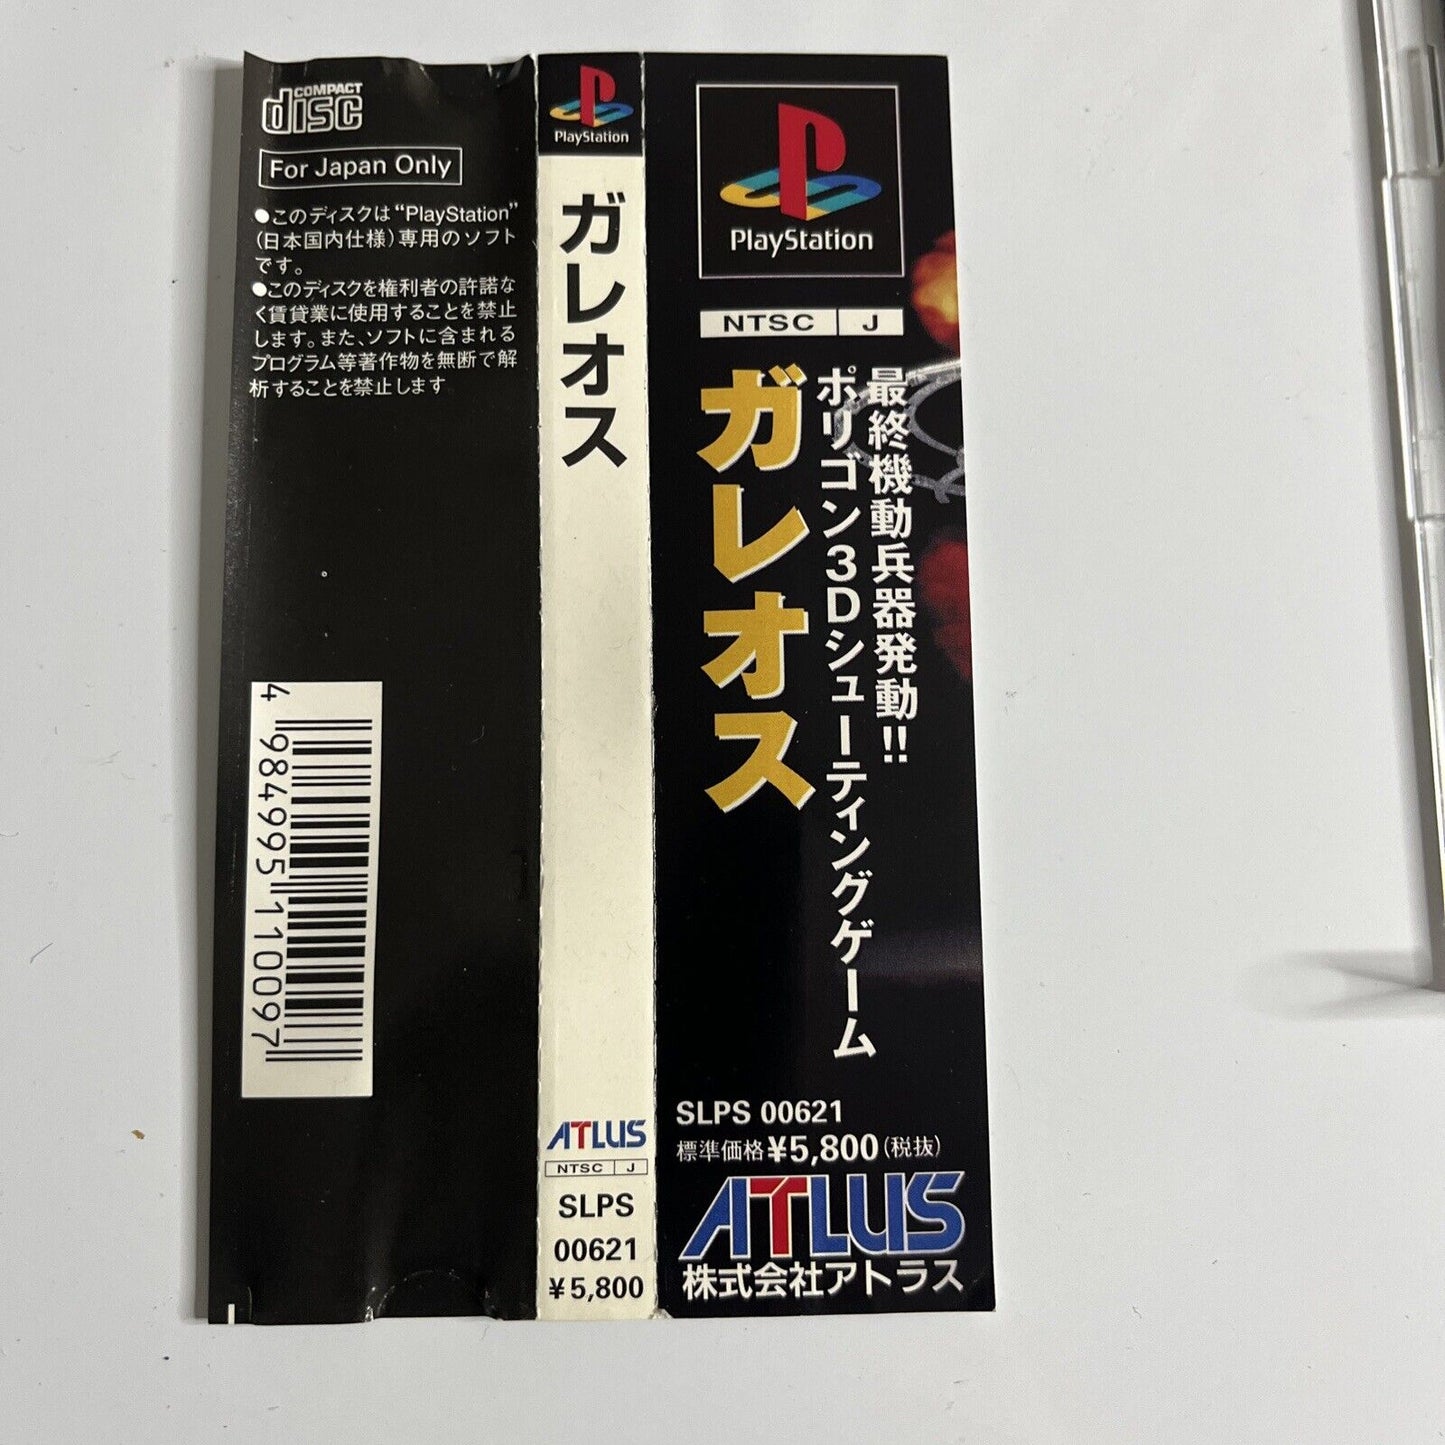 COMPACT
disc
For Japan Only
●このディスクは“PlayStation”
(日本国内仕様)専用のソフト
です。
●このディスクを権利者の許諾な
く賃貸業に使用することを禁止
します。また、ソフトに含まれる
プログラム等著作物を無断で解
析することを禁止します
4984995110097
PlayStation
ガレオス
ATLUS
NTSC J
SLPS
00621
¥5,800
PlayStation
NTSC J
最終機動兵器発動!!
ポリゴン3Dシューティングゲーム
ガレオス
SLPS 00621
標準価格¥5,800(税抜)
ATLUS
株式会社アトラス